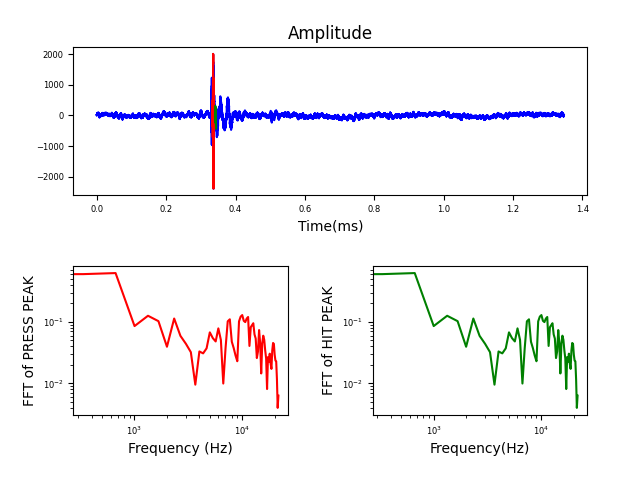 Amplitude
2000
1000
0
−1000
−2000
0.0 0.2 0.4 0.6 0.8 1.0 1.2 1.4
Time(ms)
FFT of PRESS PEAK
10⁻¹
10⁻²
10³ 10⁴
Frequency (Hz)
FFT of HIT PEAK
10⁻¹
10⁻²
10³ 10⁴
Frequency(Hz)